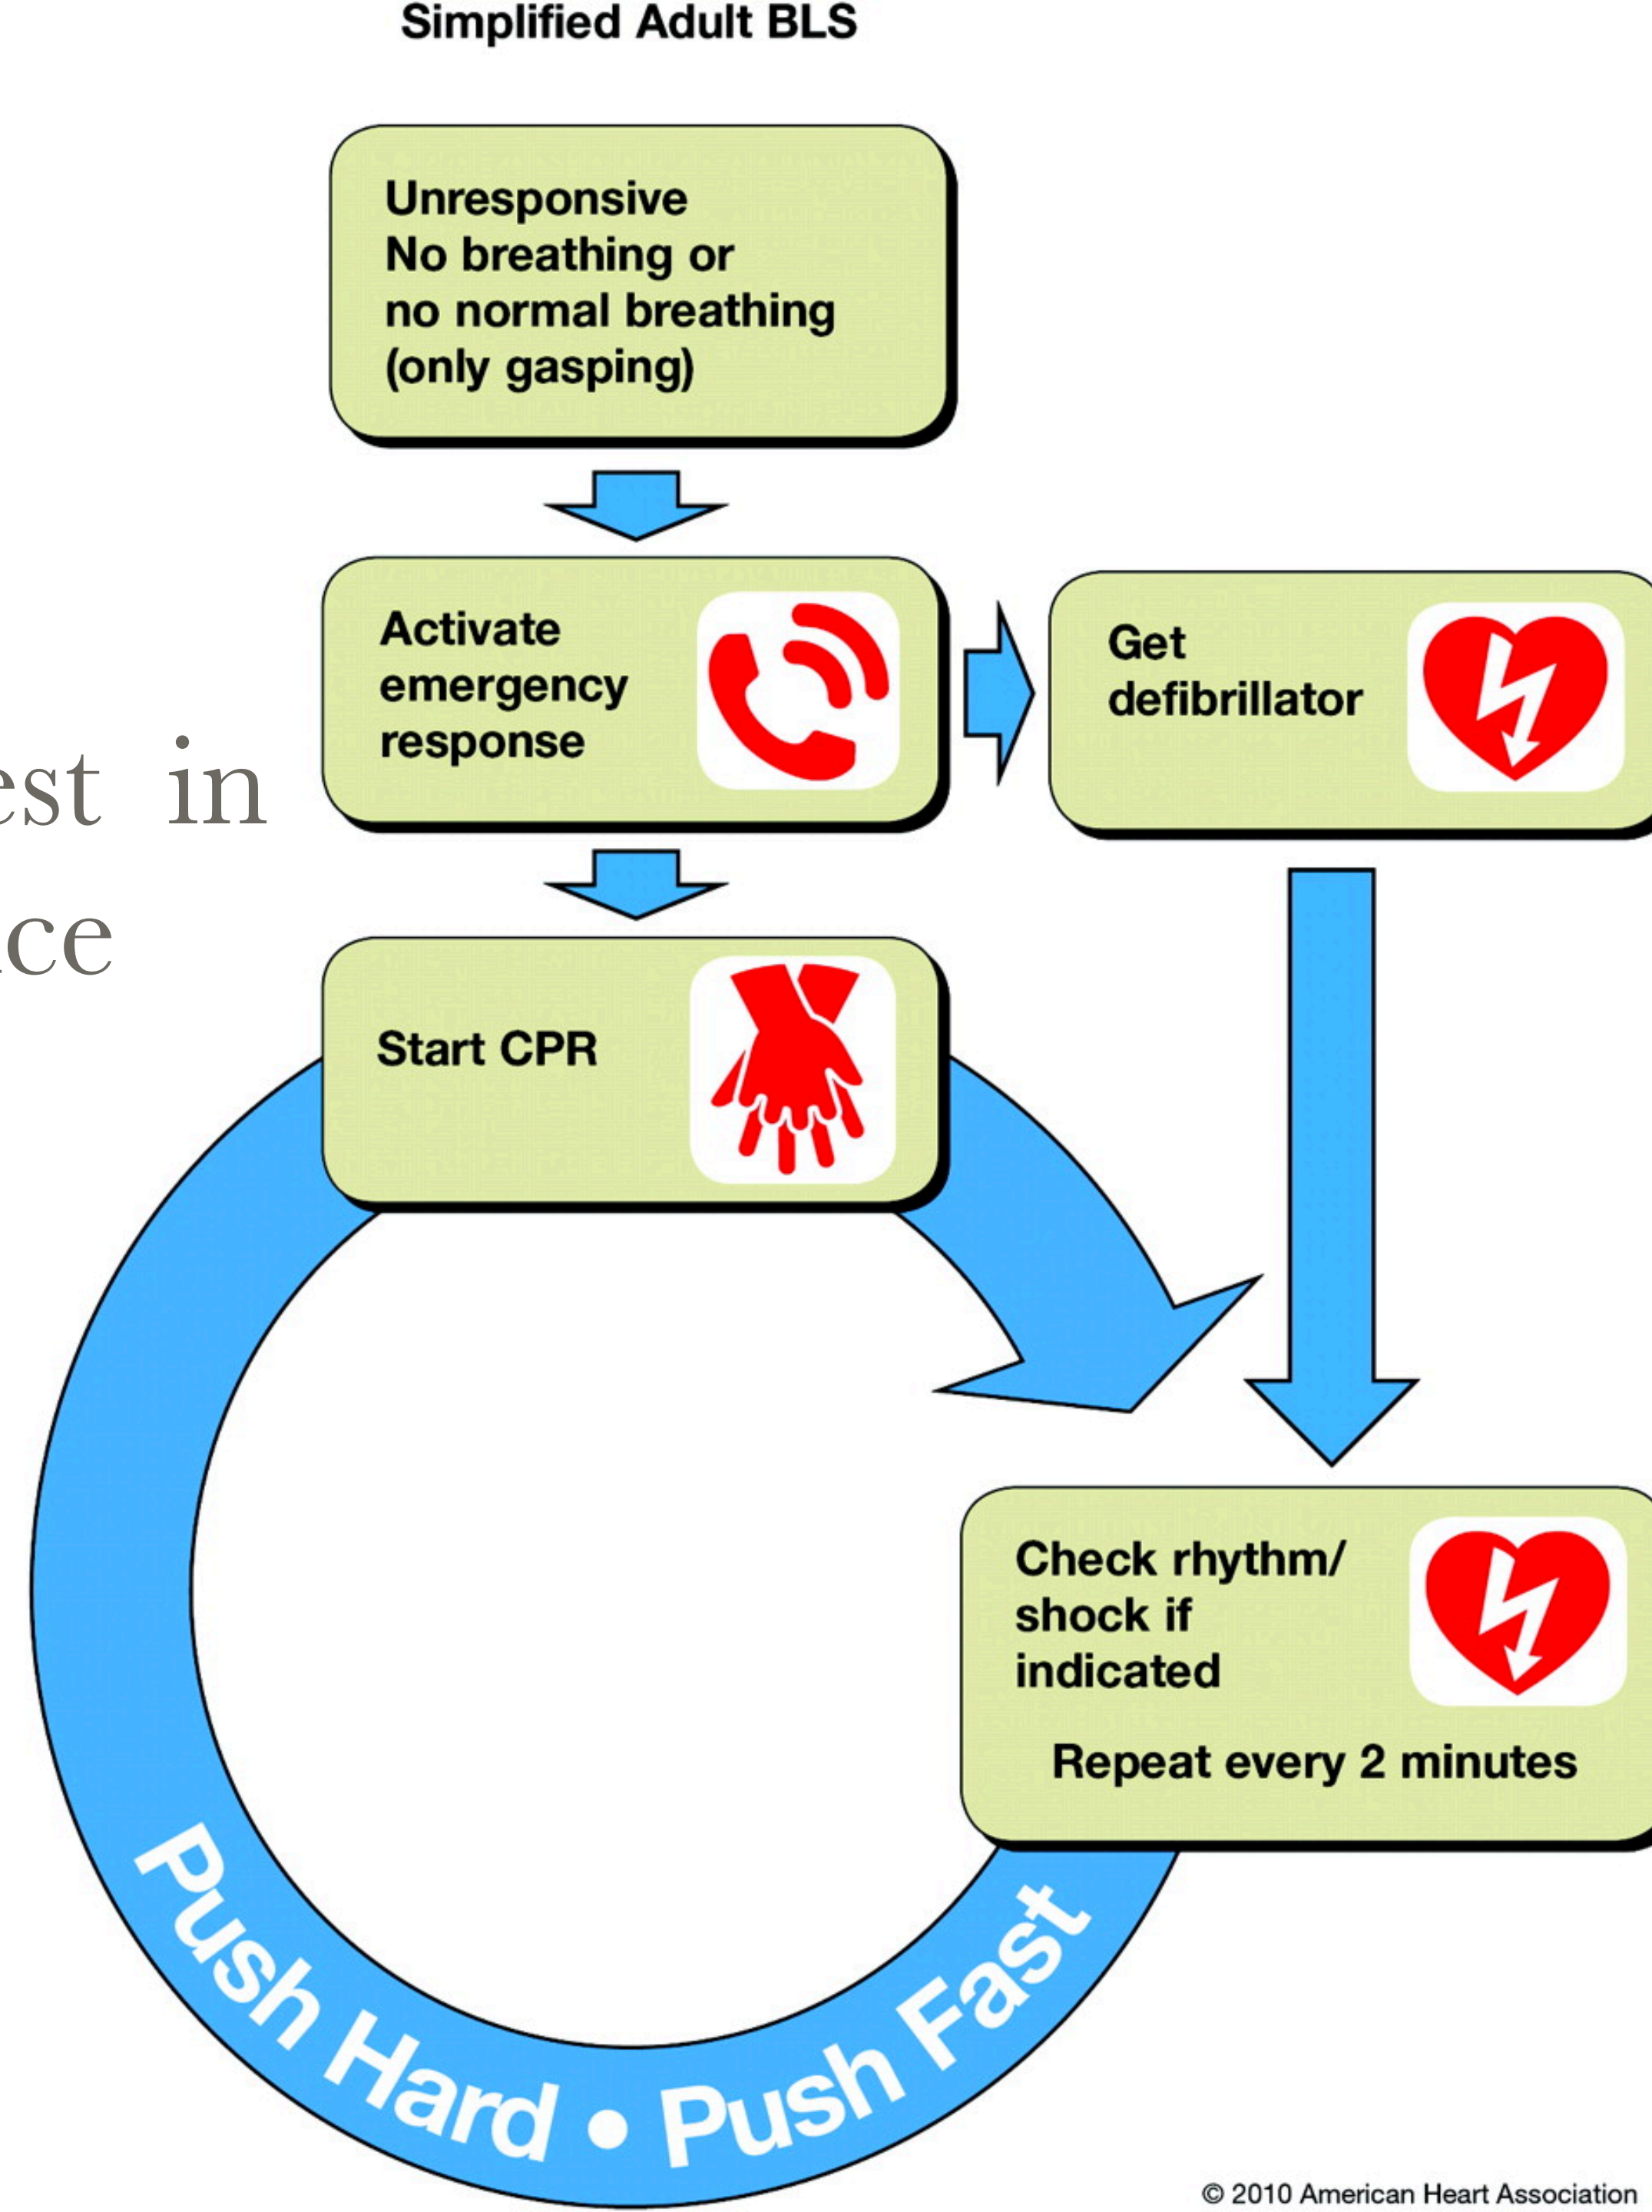 Simplified Adult BLS
Unresponsive
No breathing or
no normal breathing
(only gasping)
Activate
emergency
response
Get
defibrillator
in
Start CPR
Check rhythm/
shock if
indicated
Repeat every 2 minutes
Push Hard • Push Fast
© 2010 American Heart Association